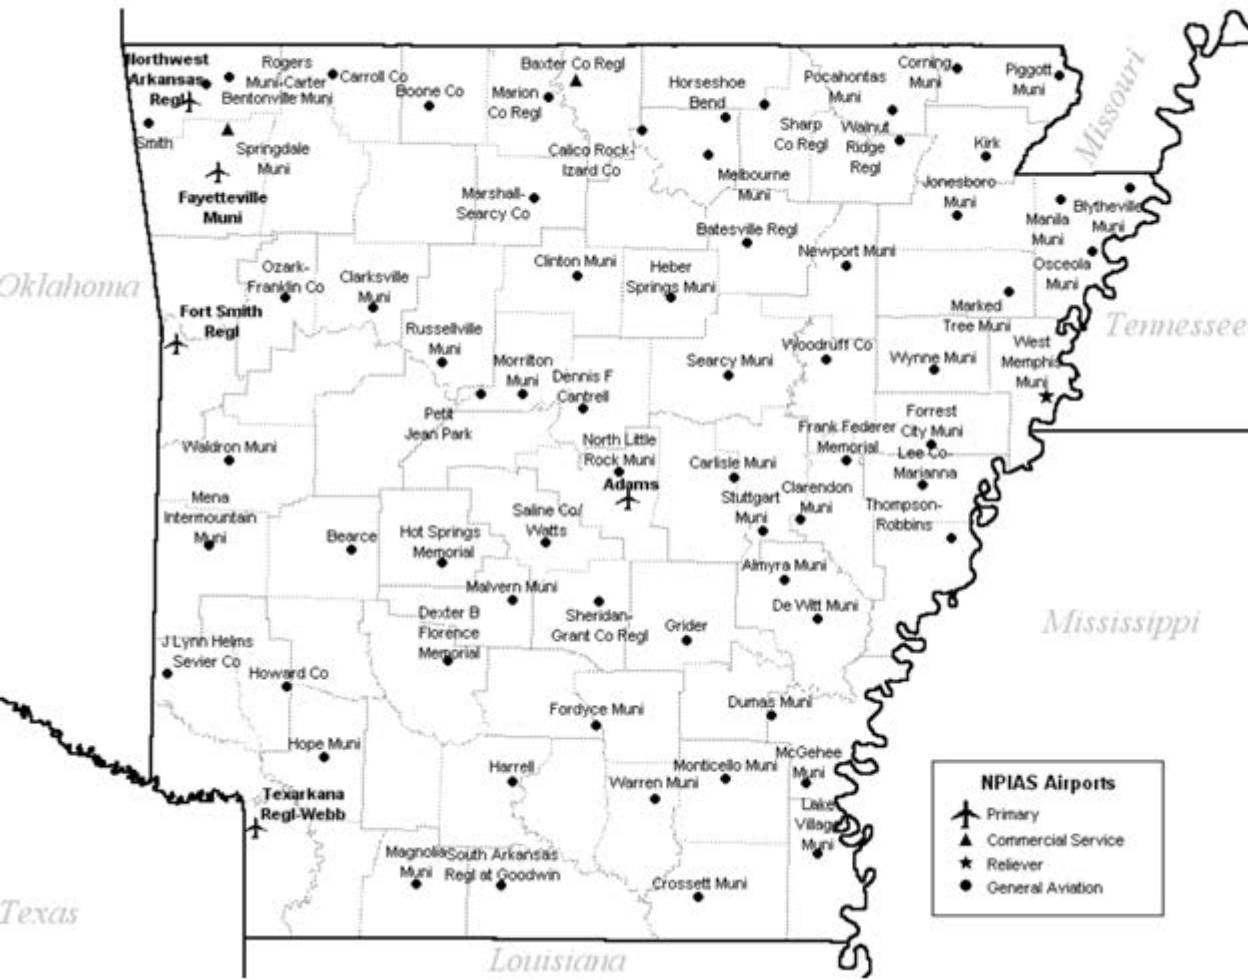 Northwest
Arkansas
Regl
Rogers
Muni-Carter
Bentonville Muni
Carroll Co
Boone Co
Baxter Co Regl
Marion
Co Regl
Horseshoe
Bend
Pocahontas
Muni
Corning
Muni
Piggott
Muni
Missouri
Smith
Springdale
Muni
Fayetteville
Muni
Calico Rock-
Izard Co
Sharp
Co Regl
Walnut
Ridge
Regl
Kirk
Melbourne
Muni
Jonesboro
Muni
Marshall-
Searcy Co
Batesville Regl
Manila
Muni
Blytheville
Muni
Newport Muni
Osceola
Muni
Oklahoma
Ozark-
Franklin Co
Clarksville
Muni
Clinton Muni
Heber
Springs Muni
Marked
Tree Muni
Tennessee
Fort Smith
Regl
Russellville
Muni
Morrilton
Muni
Dennis F
Cantrell
Searcy Muni
Woodruff Co
Wynne Muni
West
Memphis
Muni
Petit
Jean Park
North Little
Rock Muni
Adams
Carlisle Muni
Frank Federer
Memorial
Forrest
City Muni
Lee Co-
Marianna
Waldron Muni
Mena
Intermountain
Muni
Bearce
Hot Springs
Memorial
Saline Co/
Watts
Stuttgart
Muni
Clarendon
Muni
Thompson-
Robbins
Malvern Muni
Almyra Muni
De Witt Muni
Dexter B
Florence
Memorial
Sheridan-
Grant Co Regl
Grider
Mississippi
J Lynn Helms
Sevier Co
Howard Co
Fordyce Muni
Dumas Muni
Hope Muni
Harrell
Warren Muni
Monticello Muni
McGehee
Muni
Texarkana
Regl-Webb
Lake
Village
Muni
Magnolia
Muni
South Arkansas
Regl at Goodwin
Crossett Muni
Texas
Louisiana
NPIAS Airports
Primary
Commercial Service
Reliever
General Aviation